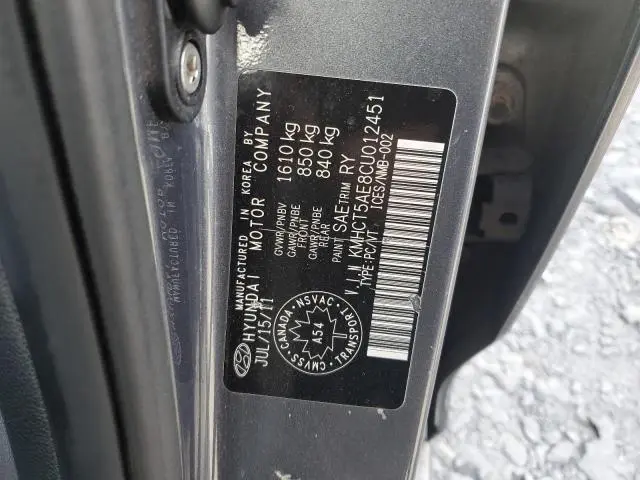 MANUFACTURED IN KOREA BY
HYUNDAI MOTOR COMPANY
JUL/15/11
GVWR/PNBV 1610 kg
GAWR/PNBE FRONT 850 kg
GAWR/PNBE REAR 840 kg
PAINT SAE TRIM RY
V.I.N KMHCT5AE8CU012451
TYPE:PC/VT ICES/NMB-002
CANADA
NSVAC
TRANSPORT
CMVSS
A54